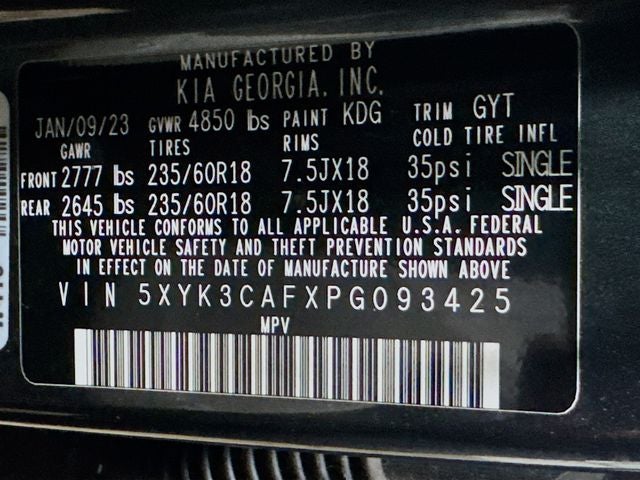 MANUFACTURED BY
KIA GEORGIA, INC.
JAN/09/23 GVWR 4850 lbs PAINT KDG TRIM GYT
GAWR TIRES RIMS COLD TIRE INFL
FRONT 2777 lbs 235/60R18 7.5JX18 35psi SINGLE
REAR 2645 lbs 235/60R18 7.5JX18 35psi SINGLE
THIS VEHICLE CONFORMS TO ALL APPLICABLE U.S.A. FEDERAL
MOTOR VEHICLE SAFETY AND THEFT PREVENTION STANDARDS
IN EFFECT ON THE DATE OF MANUFACTURE SHOWN ABOVE
VIN 5XYK3CAFXPG093425
MPV